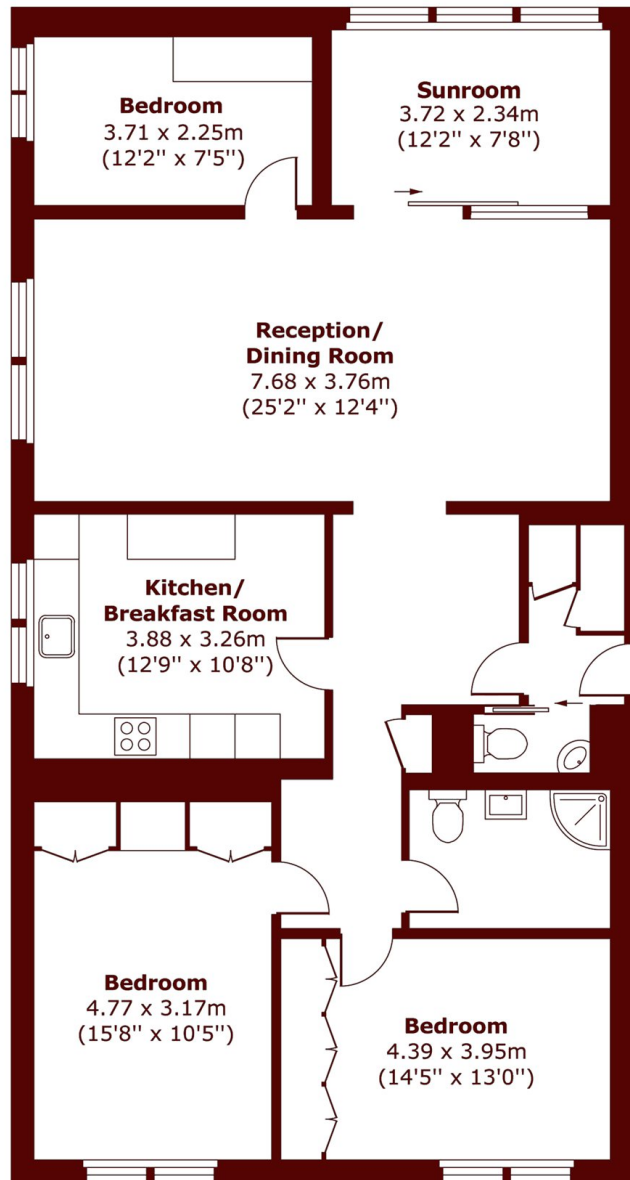 Bedroom
3.71 x 2.25m
(12'2" x 7'5")
Sunroom
3.72 x 2.34m
(12'2" x 7'8")
Reception/
Dining Room
7.68 x 3.76m
(25'2" x 12'4")
Kitchen/
Breakfast Room
3.88 x 3.26m
(12'9" x 10'8")
Bedroom
4.77 x 3.17m
(15'8" x 10'5")
Bedroom
4.39 x 3.95m
(14'5" x 13'0")